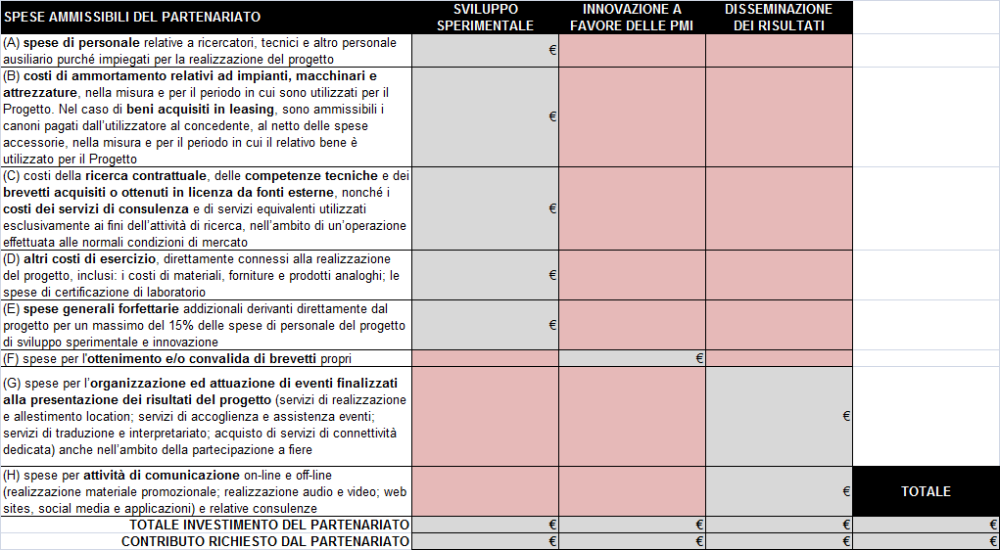 SPESE AMMISSIBILI DEL PARTENARIATO
SVILUPPO
SPERIMENTALE
INNOVAZIONE A
FAVORE DELLE PMI
DISSEMINAZIONE
DEI RISULTATI
(A) spese di personale relative a ricercatori, tecnici e altro personale
ausiliario purché impiegati per la realizzazione del progetto
€
(B) costi di ammortamento relativi ad impianti, macchinari e
attrezzature, nella misura e per il periodo in cui sono utilizzati per il
Progetto. Nel caso di beni acquisiti in leasing, sono ammissibili i
canoni pagati dall'utilizzatore al concedente, al netto delle spese
accessorie, nella misura e per il periodo in cui il relativo bene è
utilizzato per il Progetto
€
(C) costi della ricerca contrattuale, delle competenze tecniche e dei
brevetti acquisiti o ottenuti in licenza da fonti esterne, nonché i
costi dei servizi di consulenza e di servizi equivalenti utilizzati
esclusivamente ai fini dell'attività di ricerca, nell'ambito di un'operazione
effettuata alle normali condizioni di mercato
€
(D) altri costi di esercizio, direttamente connessi alla realizzazione
del progetto, inclusi: i costi di materiali, forniture e prodotti analoghi; le
spese di certificazione di laboratorio
€
(E) spese generali forfettarie addizionali derivanti direttamente dal
progetto per un massimo del 15% delle spese di personale del progetto
di sviluppo sperimentale e innovazione
€
(F) spese per l'ottenimento e/o convalida di brevetti propri
€
(G) spese per l'organizzazione ed attuazione di eventi finalizzati
alla presentazione dei risultati del progetto (servizi di realizzazione
e allestimento location; servizi di accoglienza e assistenza eventi;
servizi di traduzione e interpretariato; acquisto di servizi di connettività
dedicata) anche nell'ambito della partecipazione a fiere
€
(H) spese per attività di comunicazione on-line e off-line
(realizzazione materiale promozionale; realizzazione audio e video; web
sites, social media e applicazioni) e relative consulenze
€
TOTALE
TOTALE INVESTIMENTO DEL PARTENARIATO € € € €
CONTRIBUTO RICHIESTO DAL PARTENARIATO € € € €